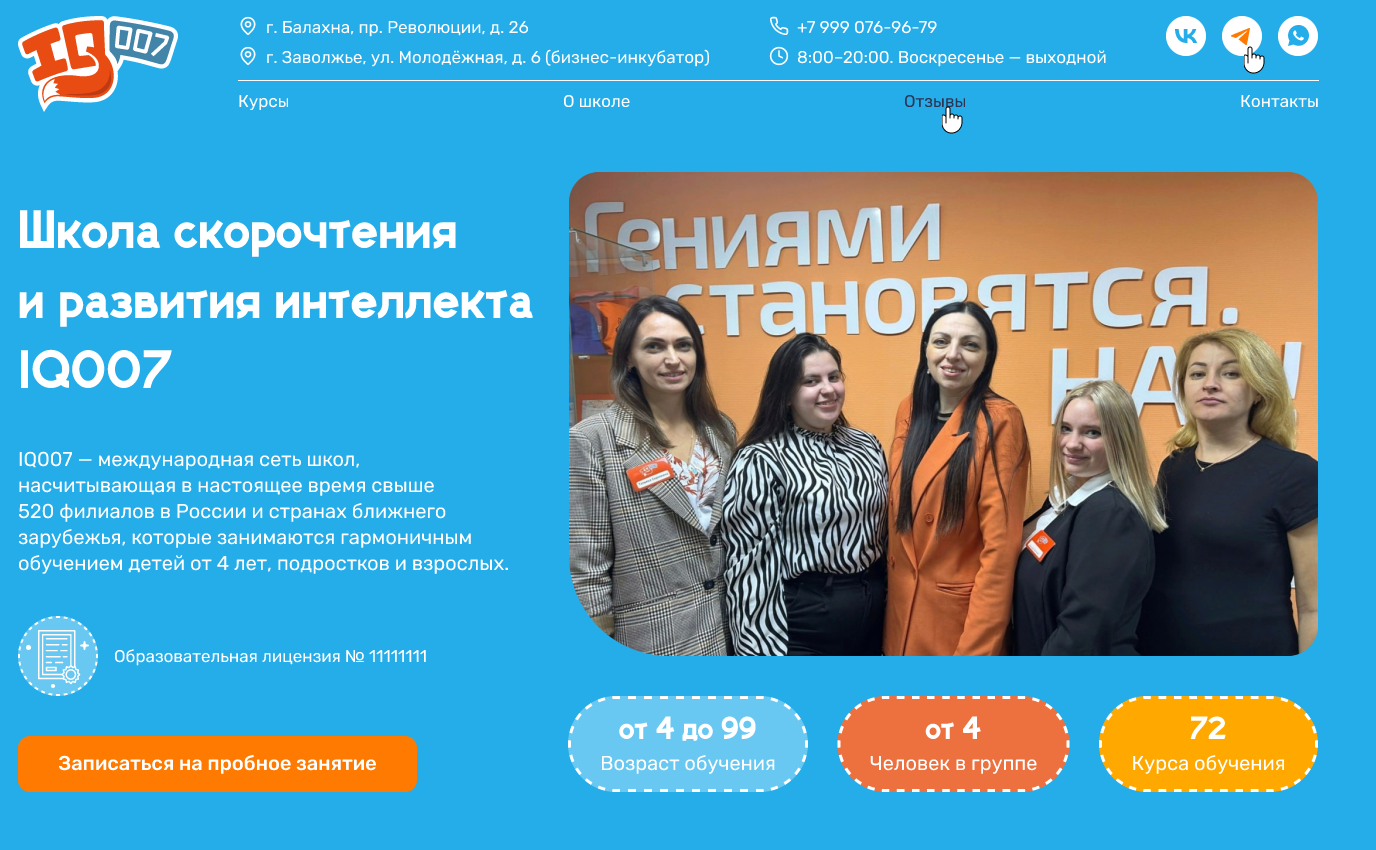 IQ007
г. Балахна, пр. Революции, д. 26
г. Заволжье, ул. Молодёжная, д. 6 (бизнес-инкубатор)
+7 999 076-96-79
8:00–20:00. Воскресенье — выходной
Курсы
О школе
Отзывы
Контакты
Школа скорочтения
и развития интеллекта
IQ007
IQ007 — международная сеть школ,
насчитывающая в настоящее время свыше
520 филиалов в России и странах ближнего
зарубежья, которые занимаются гармоничным
обучением детей от 4 лет, подростков и взрослых.
Образовательная лицензия № 11111111
Записаться на пробное занятие
Гениями
становятся.
от 4 до 99
Возраст обучения
от 4
Человек в группе
72
Курса обучения